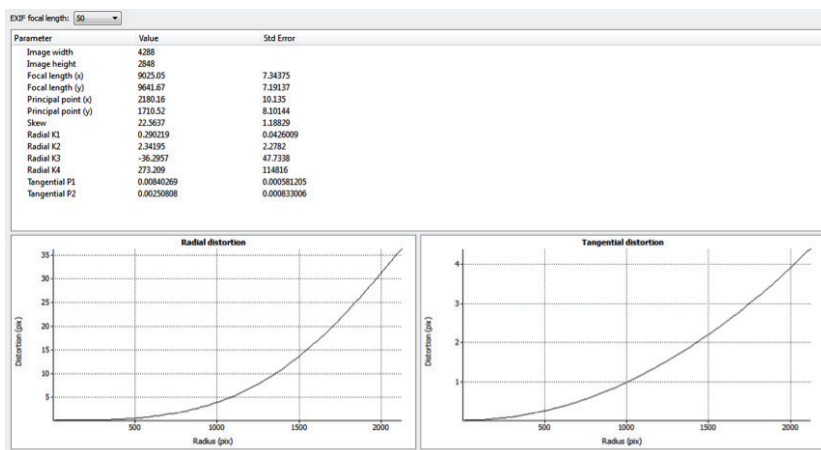 EXIF focal length: 50
Parameter Value Std Error
Image width 4288
Image height 2848
Focal length (x) 9025.05 7.34375
Focal length (y) 9641.67 7.19137
Principal point (x) 2180.16 10.135
Principal point (y) 1710.52 8.10144
Skew 22.5637 1.18829
Radial K1 0.290219 0.0426009
Radial K2 2.34195 2.2782
Radial K3 -36.2957 47.7338
Radial K4 273.209 114816
Tangential P1 0.00840269 0.000581205
Tangential P2 0.00250808 0.000833006
Radial distortion
Distortion (pix)
35
30
25
20
15
10
5
500 1000 1500 2000
Radius (pix)
Tangential distortion
Distortion (pix)
4
3
2
1
500 1000 1500 2000
Radius (pix)